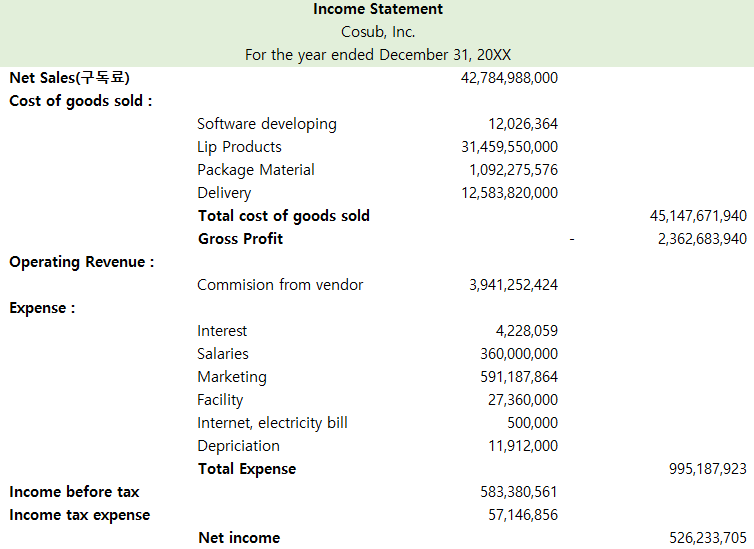 Income Statement
Cosub, Inc.
For the year ended December 31, 20XX
Net Sales(구독료) 42,784,988,000
Cost of goods sold :
Software developing 12,026,364
Lip Products 31,459,550,000
Package Material 1,092,275,576
Delivery 12,583,820,000
Total cost of goods sold 45,147,671,940
Gross Profit - 2,362,683,940
Operating Revenue :
Commision from vendor 3,941,252,424
Expense :
Interest 4,228,059
Salaries 360,000,000
Marketing 591,187,864
Facility 27,360,000
Internet, electricity bill 500,000
Depriciation 11,912,000
Total Expense 995,187,923
Income before tax 583,380,561
Income tax expense 57,146,856
Net income 526,233,705